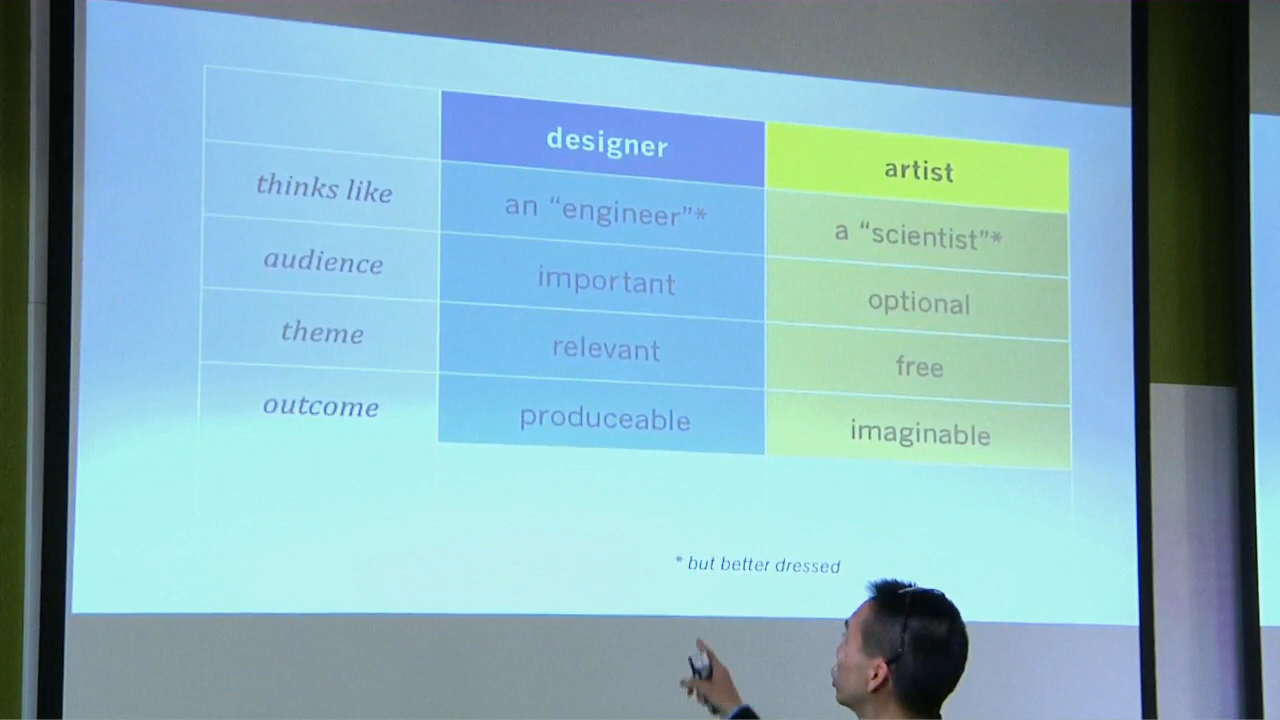 designer artist
thinks like an “engineer”* a “scientist”*
audience important optional
theme relevant free
outcome produceable imaginable
* but better dressed